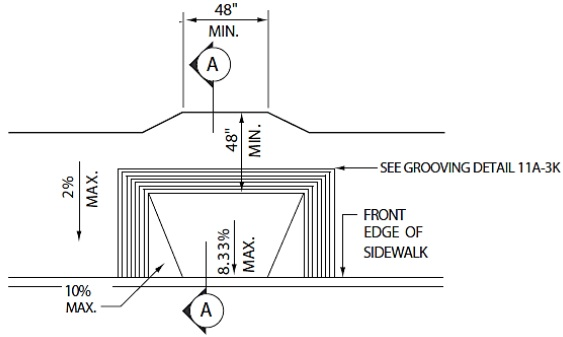 48"
MIN.
A
48"
MIN.
SEE GROOVING DETAIL 11A-3K
2%
MAX.
FRONT
EDGE OF
SIDEWALK
8.33%
MAX.
10%
MAX.
A